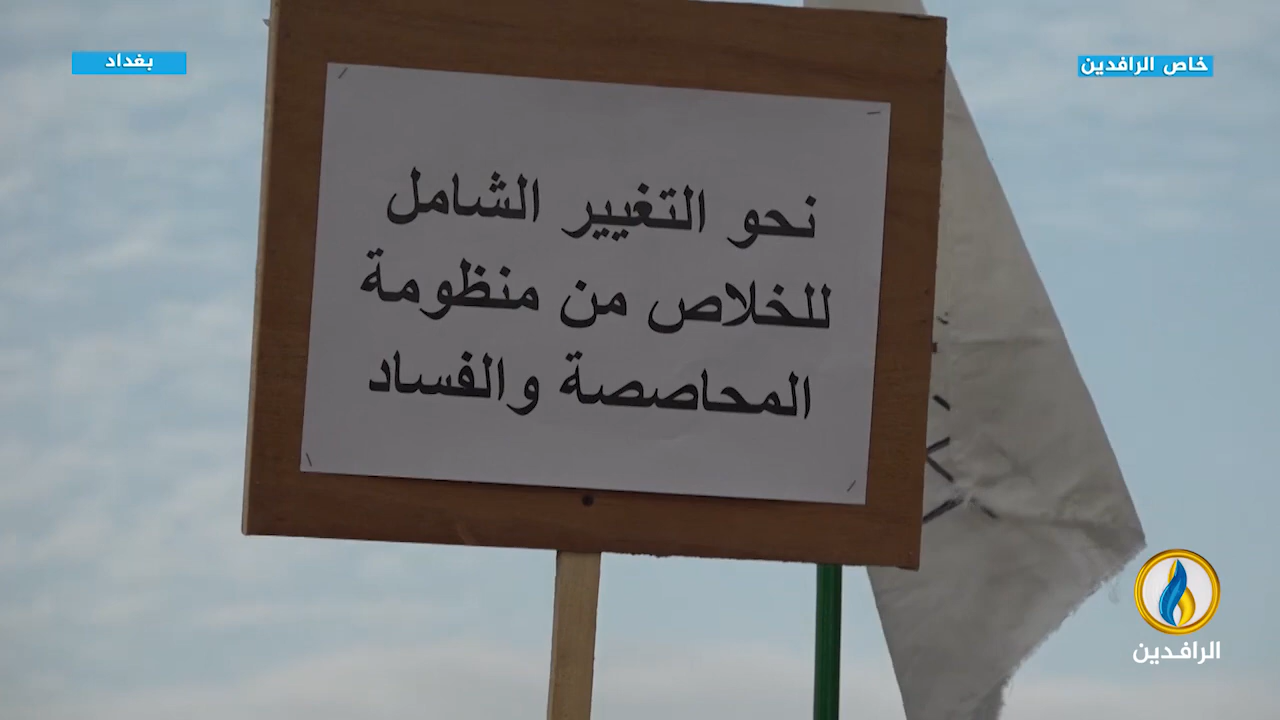 بغداد
خاص الرافدين
نحو التغيير الشامل
للخلاص من منظومة
المحاصصة والفساد
الرافدين